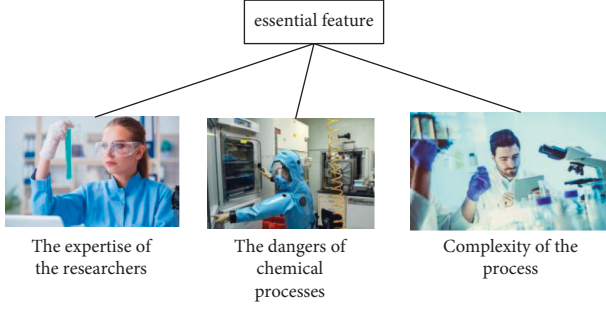 essential feature
The expertise of
the researchers
The dangers of
chemical
processes
Complexity of the
process